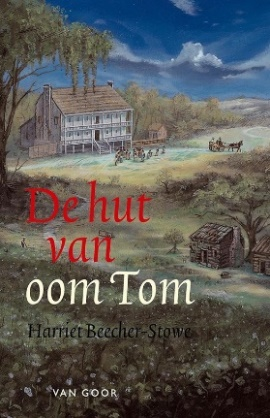 De hut
van
oom Tom
Harriet Beecher-Stowe
VAN GOOR